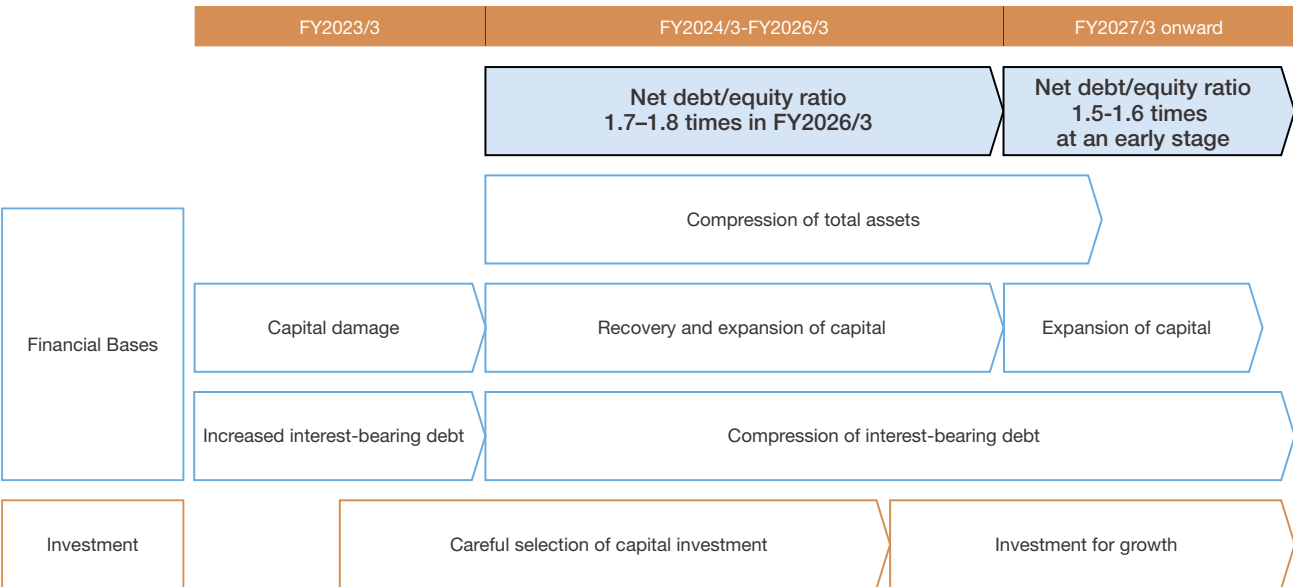 FY2023/3
FY2024/3-FY2026/3
FY2027/3 onward
Net debt/equity ratio
1.7–1.8 times in FY2026/3
Net debt/equity ratio
1.5-1.6 times
at an early stage
Compression of total assets
Financial Bases
Capital damage
Recovery and expansion of capital
Expansion of capital
Increased interest-bearing debt
Compression of interest-bearing debt
Investment
Careful selection of capital investment
Investment for growth